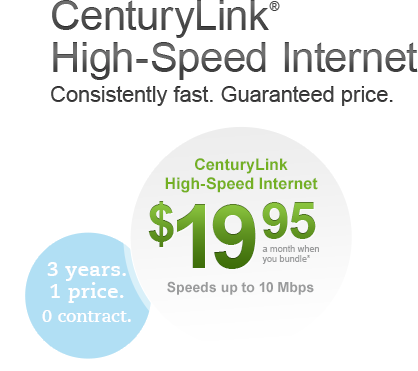 CenturyLink®
High-Speed Internet
Consistently fast. Guaranteed price.
CenturyLink
High-Speed Internet
$19 95
a month when
you bundle*
Speeds up to 10 Mbps
3 years.
1 price.
0 contract.